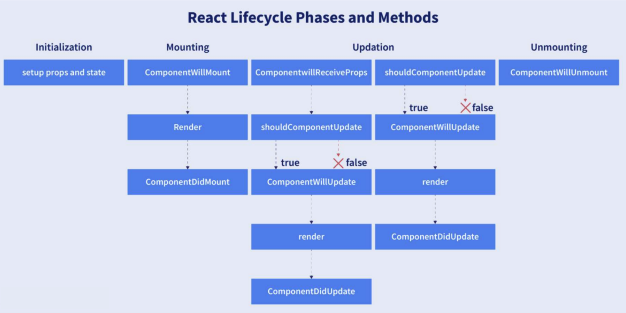 React Lifecycle Phases and Methods
Initialization
Mounting
Updation
Unmounting
setup props and state
ComponentWillMount
ComponentwillReceiveProps
shouldComponentUpdate
ComponentWillUnmount
true
false
Render
shouldComponentUpdate
ComponentWillUpdate
true
false
ComponentDidMount
ComponentWillUpdate
render
render
ComponentDidUpdate
ComponentDidUpdate